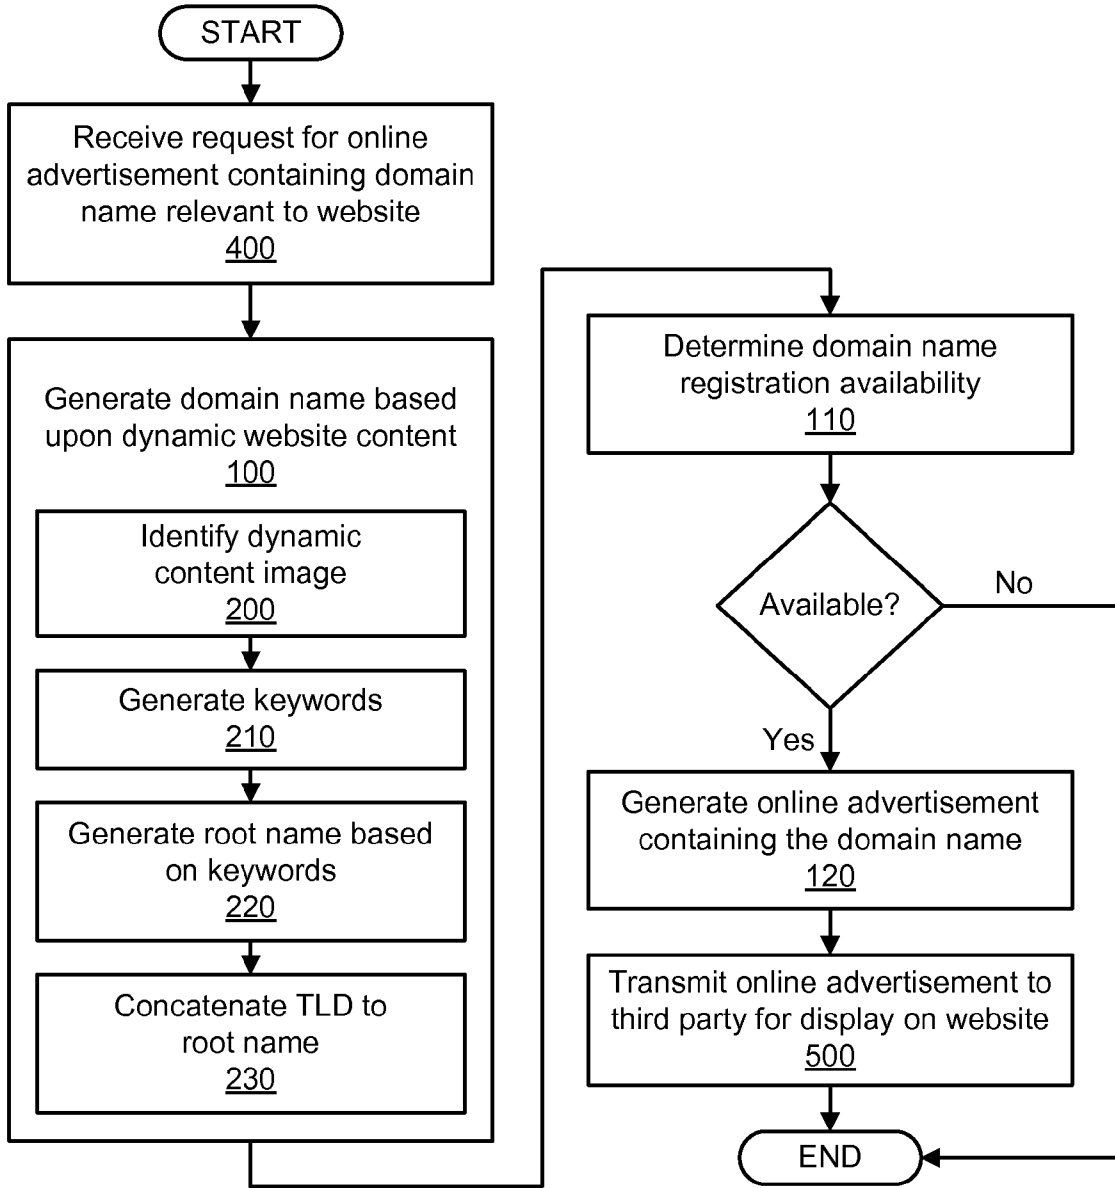 START
Receive request for online
advertisement containing domain
name relevant to website
400
Generate domain name based
upon dynamic website content
100
Identify dynamic
content image
200
Generate keywords
210
Generate root name based
on keywords
220
Concatenate TLD to
root name
230
Determine domain name
registration availability
110
Available?
No
Yes
Generate online advertisement
containing the domain name
120
Transmit online advertisement to
third party for display on website
500
END